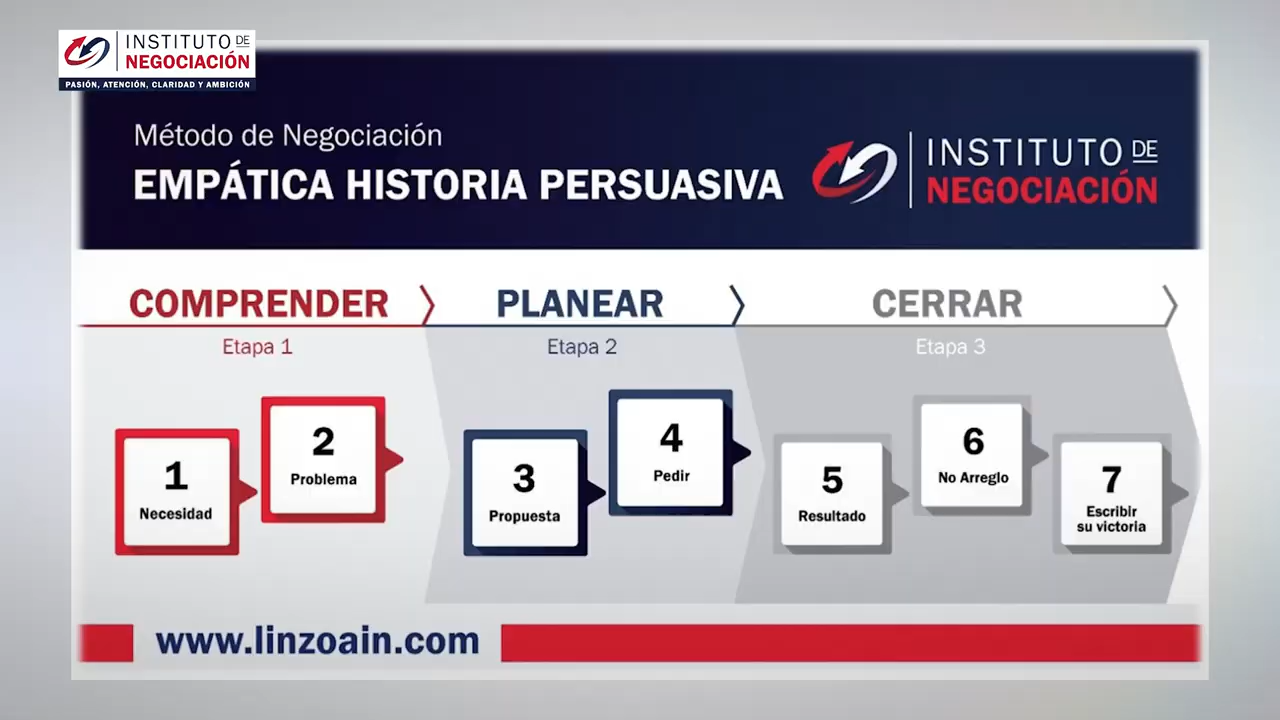 INSTITUTO DE
NEGOCIACIÓN
PASIÓN, ATENCIÓN, CLARIDAD Y AMBICIÓN
Método de Negociación
EMPÁTICA HISTORIA PERSUASIVA
INSTITUTO DE
NEGOCIACIÓN
COMPRENDER
PLANEAR
CERRAR
Etapa 1
Etapa 2
Etapa 3
1
Necesidad
2
Problema
3
Propuesta
4
Pedir
5
Resultado
6
No Arreglo
7
Escribir
su victoria
www.linzoain.com